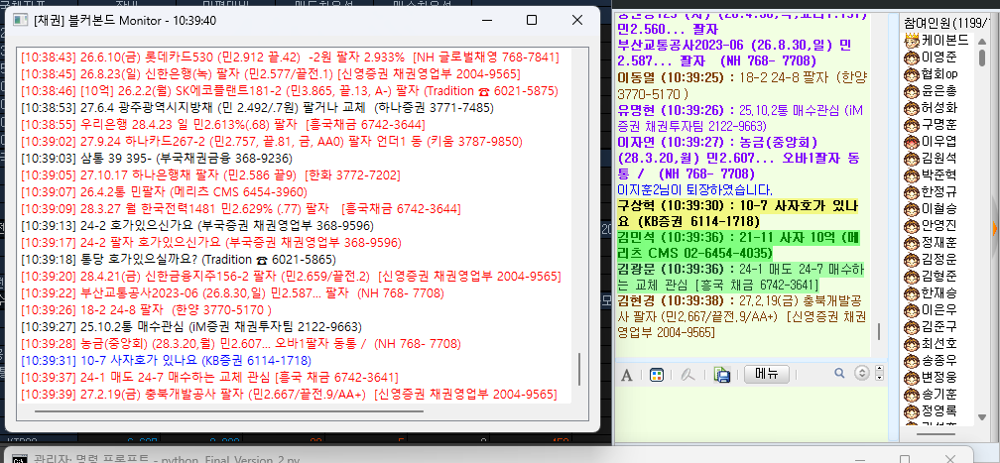 [채권] 블커본드 Monitor - 10:39:40
[10:38:43] 26.6.10(금) 롯데카드530 (민2.912 끝.42) -2원 팔자 2.933% [NH 글로벌채영 768-7841]
[10:38:45] 26.8.23(일) 신한은행(녹) 팔자 (민2.577/끝전.1) [신영증권 채권영업부 2004-9565]
[10:38:46] [10억] 26.2.2(월) SK에코플랜트181-2 (민3.865, 끝.13, A-) 팔자 (Tradition ☎ 6021-5875)
[10:38:53] 27.6.4 광주광역시지방채 (민 2.492/.7원) 팔거나 교체 (하나증권 3771-7485)
[10:38:55] 우리은행 28.4.23 일 민2.613%(.68) 팔자 [흥국채금 6742-3644]
[10:39:02] 27.9.24 하나카드267-2 (민2.757, 끝.81, 금, AA0) 팔자 언더1 동 (키움 3787-9850)
[10:39:03] 삼통 39 395- (부국채권금융 368-9236)
[10:39:05] 27.10.17 하나은행채 팔자 (민2.586 끝9) [한화 3772-7202]
[10:39:07] 26.4.2통 민팔자 (메리츠 CMS 6454-3960)
[10:39:09] 28.3.27 월 한국전력1481 민2.629% (.77) 팔자 [흥국채금 6742-3644]
[10:39:13] 24-2 호가있으신가요 (부국증권 채권영업부 368-9596)
[10:39:17] 24-2 팔자 호가있으신가요 (부국증권 채권영업부 368-9596)
[10:39:18] 통당 호가있으실까요? (Tradition ☎ 6021-5865)
[10:39:20] 28.4.21(금) 신한금융지주156-2 팔자 (민2.659/끝전.2) [신영증권 채권영업부 2004-9565]
[10:39:22] 부산교통공사2023-06 (26.8.30,일) 민2.587... 팔자 (NH 768- 7708)
[10:39:26] 18-2 24-8 팔자 (한양 3770-5170 )
[10:39:27] 25.10.2통 매수관심 (iM증권 채권투자팀 2122-9663)
[10:39:28] 농금(중앙회) (28.3.20,월) 민2.607... 오바1팔자 동통 / (NH 768- 7708)
[10:39:31] 10-7 사자호가 있나요 (KB증권 6114-1718)
[10:39:37] 24-1 매도 24-7 매수하는 교체 관심 [흥국 채금 6742-3641]
[10:39:39] 27.2.19(금) 충북개발공사 팔자 (민2.667/끝전.9/AA+) [신영증권 채권영업부 2004-9565]
민2.560... 팔자
부산교통공사2023-06 (26.8.30,일) 민
2.587... 팔자 (NH 768- 7708)
이동열 (10:39:25) : 18-2 24-8 팔자 (한양
3770-5170 )
유명현 (10:39:26) : 25.10.2통 매수관심 (iM
증권 채권투자팀 2122-9663)
이자연 (10:39:27) : 농금(중앙회)
(28.3.20,월) 민2.607... 오바1팔자 동
통 / (NH 768- 7708)
이지훈2님이 퇴장하였습니다.
구상혁 (10:39:30) : 10-7 사자호가 있나
요 (KB증권 6114-1718)
김민석 (10:39:36) : 21-11 사자 10억 (메
리츠 CMS 02-6454-4035)
김광문 (10:39:36) : 24-1 매도 24-7 매수하
는 교체 관심 [흥국 채금 6742-3641]
김현경 (10:39:38) : 27.2.19(금) 충북개발공
사 팔자 (민2.667/끝전.9/AA+) [신영증권 채권
영업부 2004-9565]
메뉴
참여인원(1199/
케이본드
이영준
협회op
윤은총
허성화
구명훈
이우엽
김원석
박준혁
한정규
이철승
안영진
정재훈
김정윤
김형준
한재승
이은우
김준구
최선호
송종우
변정웅
송기훈
정영록
관리자: 명령 프롬프트 - python Final_Version_2.py